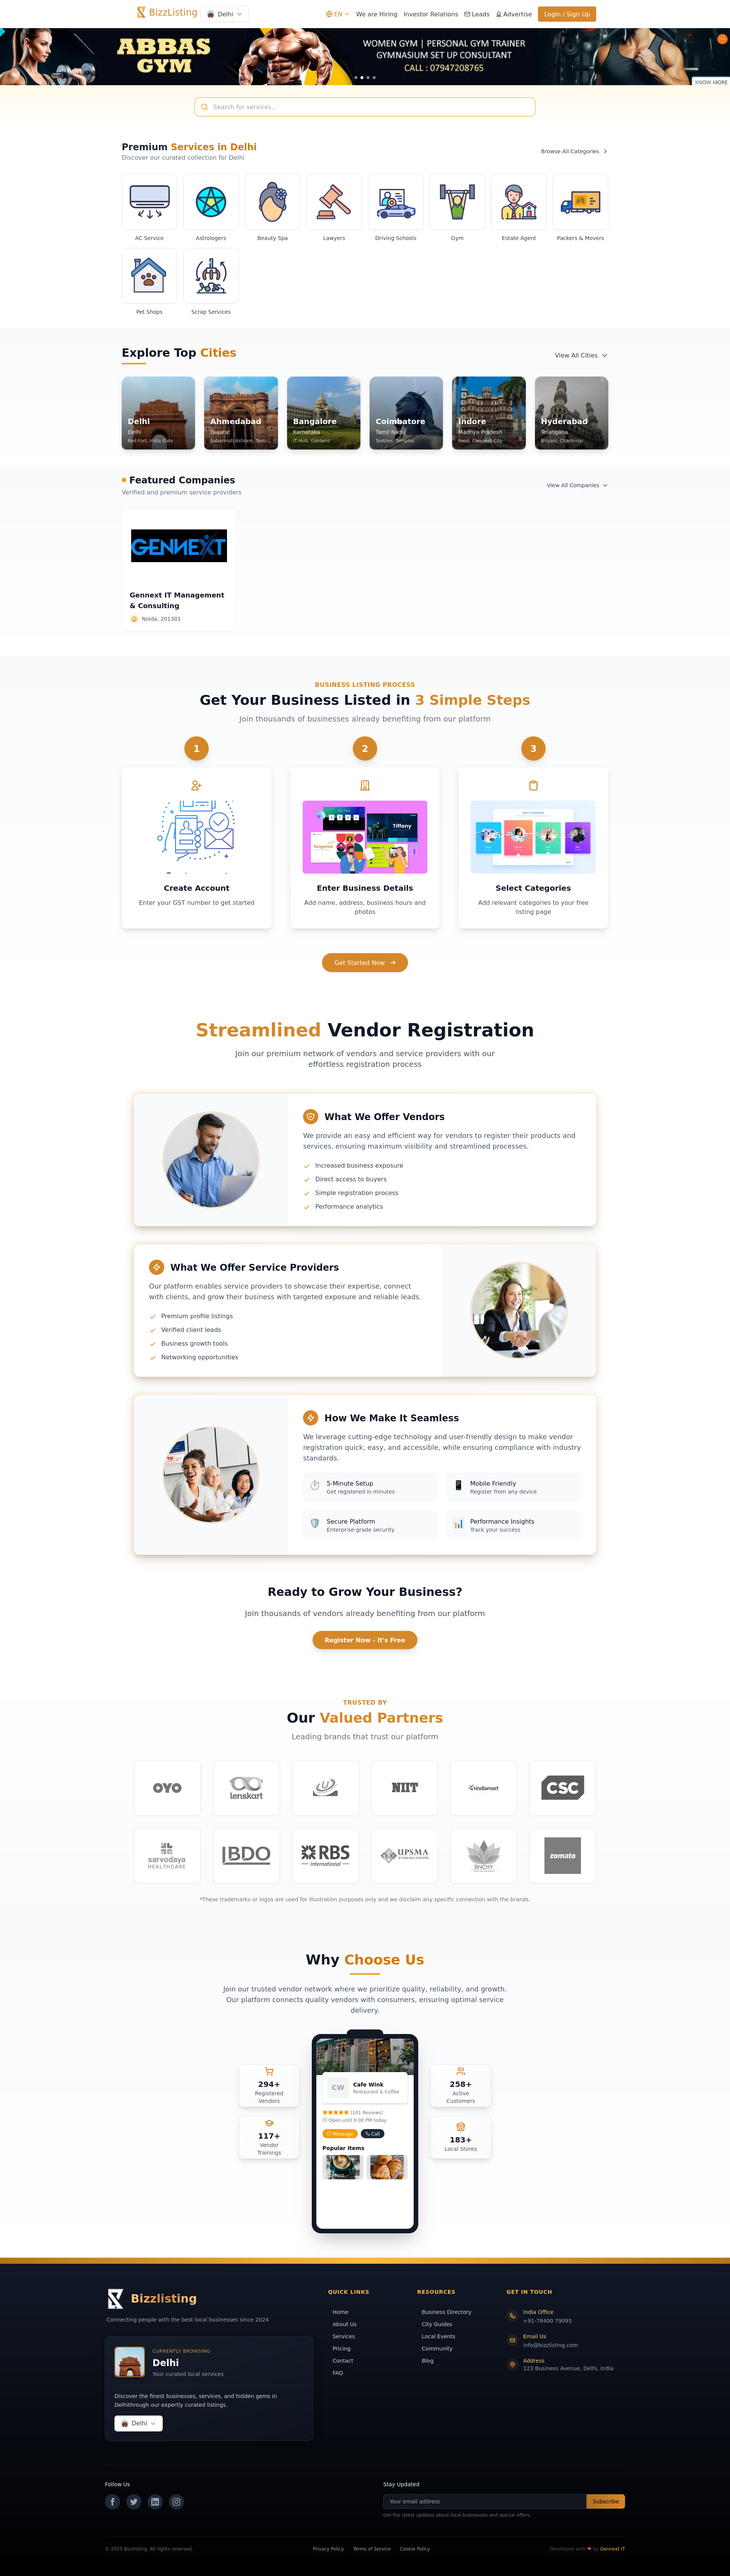 BizzListing
Delhi
EN
We are Hiring
Investor Relations
Leads
Advertise
Login / Sign Up
ABBAS
GYM
WOMEN GYM | PERSONAL GYM
COMMERCIAL SETUP CONSULTANT
CALL : 07947208765
KNOW MORE
Search for services...
Premium Services in Delhi
Discover our curated collection for Delhi
Browse All Categories
AC Service
Astrologers
Beauty Spa
Lawyers
Driving Schools
Gym
Estate Agent
Packers & Movers
Pet Shops
Scrap Services
Explore Top Cities
View All Cities
Delhi
Delhi
Red Fort, India Gate
Ahmedabad
Gujarat
Sabarmati Ashram, Texti...
Bangalore
Karnataka
IT Hub, Gardens
Coimbatore
Tamil Nadu
Textiles, Temples
Indore
Madhya Pradesh
Food, Cleanest City
Hyderabad
Telangana
Biryani, Charminar
Featured Companies
Verified and premium service providers
View All Companies
GENNEXT
Gennext IT Management
& Consulting
Noida, 201301
BUSINESS LISTING PROCESS
Get Your Business Listed in 3 Simple Steps
Join thousands of businesses already benefiting from our platform
1
2
3
Tiffany
Create Account
Enter your GST number to get started
Enter Business Details
Add name, address, business hours and
photos
Select Categories
Add relevant categories to your free
listing page
Get Started Now
Streamlined Vendor Registration
Join our premium network of vendors and service providers with our
effortless registration process
What We Offer Vendors
We provide an easy and efficient way for vendors to register their products and
services, ensuring maximum visibility and streamlined processes.
Increased business exposure
Direct access to buyers
Simple registration process
Performance analytics
What We Offer Service Providers
Our platform enables service providers to showcase their expertise, connect
with clients, and grow their business with targeted exposure and reliable leads.
Premium profile listings
Verified client leads
Business growth tools
Networking opportunities
How We Make It Seamless
We leverage cutting-edge technology and user-friendly design to make vendor
registration quick, easy, and accessible, while ensuring compliance with industry
standards.
5-Minute Setup
Get registered in minutes
Mobile Friendly
Register from any device
Secure Platform
Enterprise-grade security
Performance Insights
Track your success
Ready to Grow Your Business?
Join thousands of vendors already benefiting from our platform
Register Now - It's Free
TRUSTED BY
Our Valued Partners
Leading brands that trust our platform
OYO
lenskart
NIIT
indiamart
CSC
sarvodaya
HEALTHCARE
BDO
RBS
International
UPSMA
BNCHY
zomato
*These trademarks or logos are used for illustration purposes only and we disclaim any specific connection with the brands.
Why Choose Us
Join our trusted vendor network where we prioritize quality, reliability, and growth.
Our platform connects quality vendors with consumers, ensuring optimal service
delivery.
294+
Registered
Vendors
117+
Vendor
Trainings
CW
Cafe Wink
Restaurant & Coffee
(101 Reviews)
Open until 9:00 PM today
Message
Call
Popular Items
258+
Active
Customers
183+
Local Stores
Bizzlisting
Connecting people with the best local businesses since 2024
CURRENTLY BROWSING
Delhi
Your curated local services
Discover the finest businesses, services, and hidden gems in
Delhithrough our expertly curated listings.
Delhi
QUICK LINKS
Home
About Us
Services
Pricing
Contact
FAQ
RESOURCES
Business Directory
City Guides
Local Events
Community
Blog
GET IN TOUCH
India Office
+91-78400 79095
Email Us
info@bizzlisting.com
Address
123 Business Avenue, Delhi, India
Follow Us
Stay Updated
Your email address
Subscribe
Get the latest updates about local businesses and special offers.
© 2025 Bizzlisting. All rights reserved.
Privacy Policy
Terms of Service
Cookie Policy
Developed with ❤ by Gennext IT